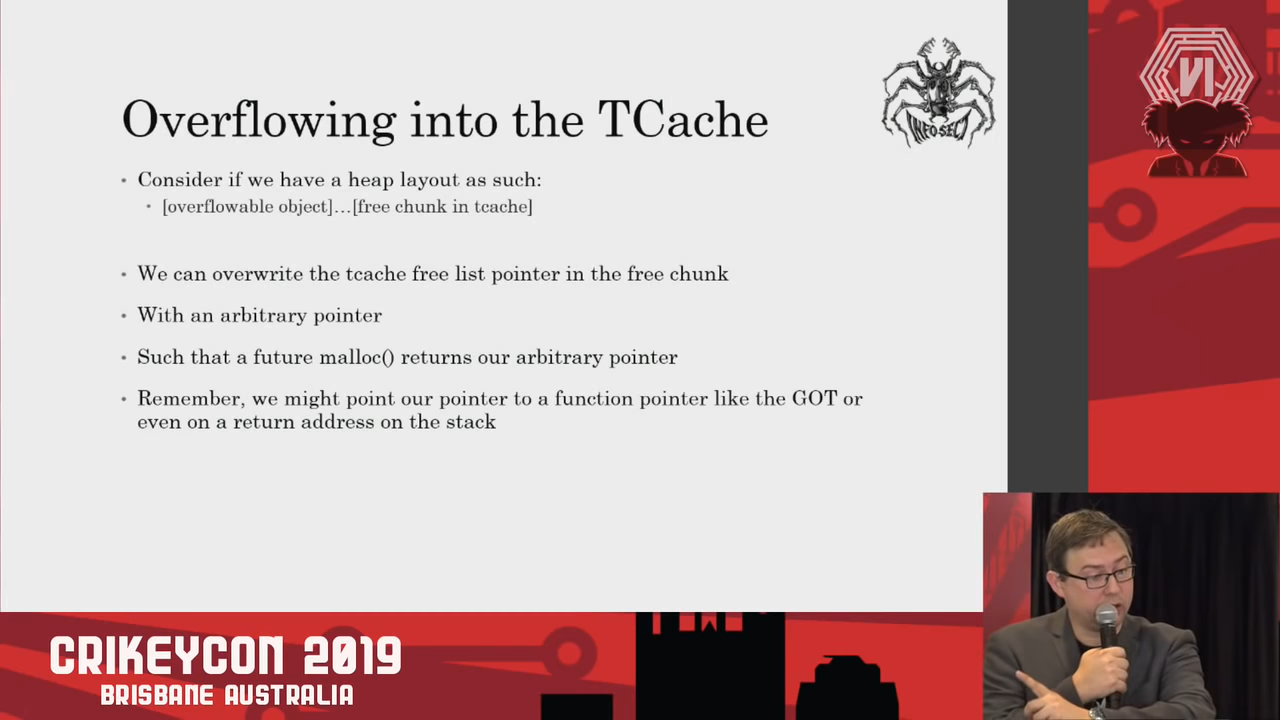 Overflowing into the TCache
INFOSECT
• Consider if we have a heap layout as such:
• [overflowable object]...[free chunk in tcache]
• We can overwrite the tcache free list pointer in the free chunk
• With an arbitrary pointer
• Such that a future malloc() returns our arbitrary pointer
• Remember, we might point our pointer to a function pointer like the GOT or
even on a return address on the stack
VI
CRIKEYCON 2019
BRISBANE AUSTRALIA